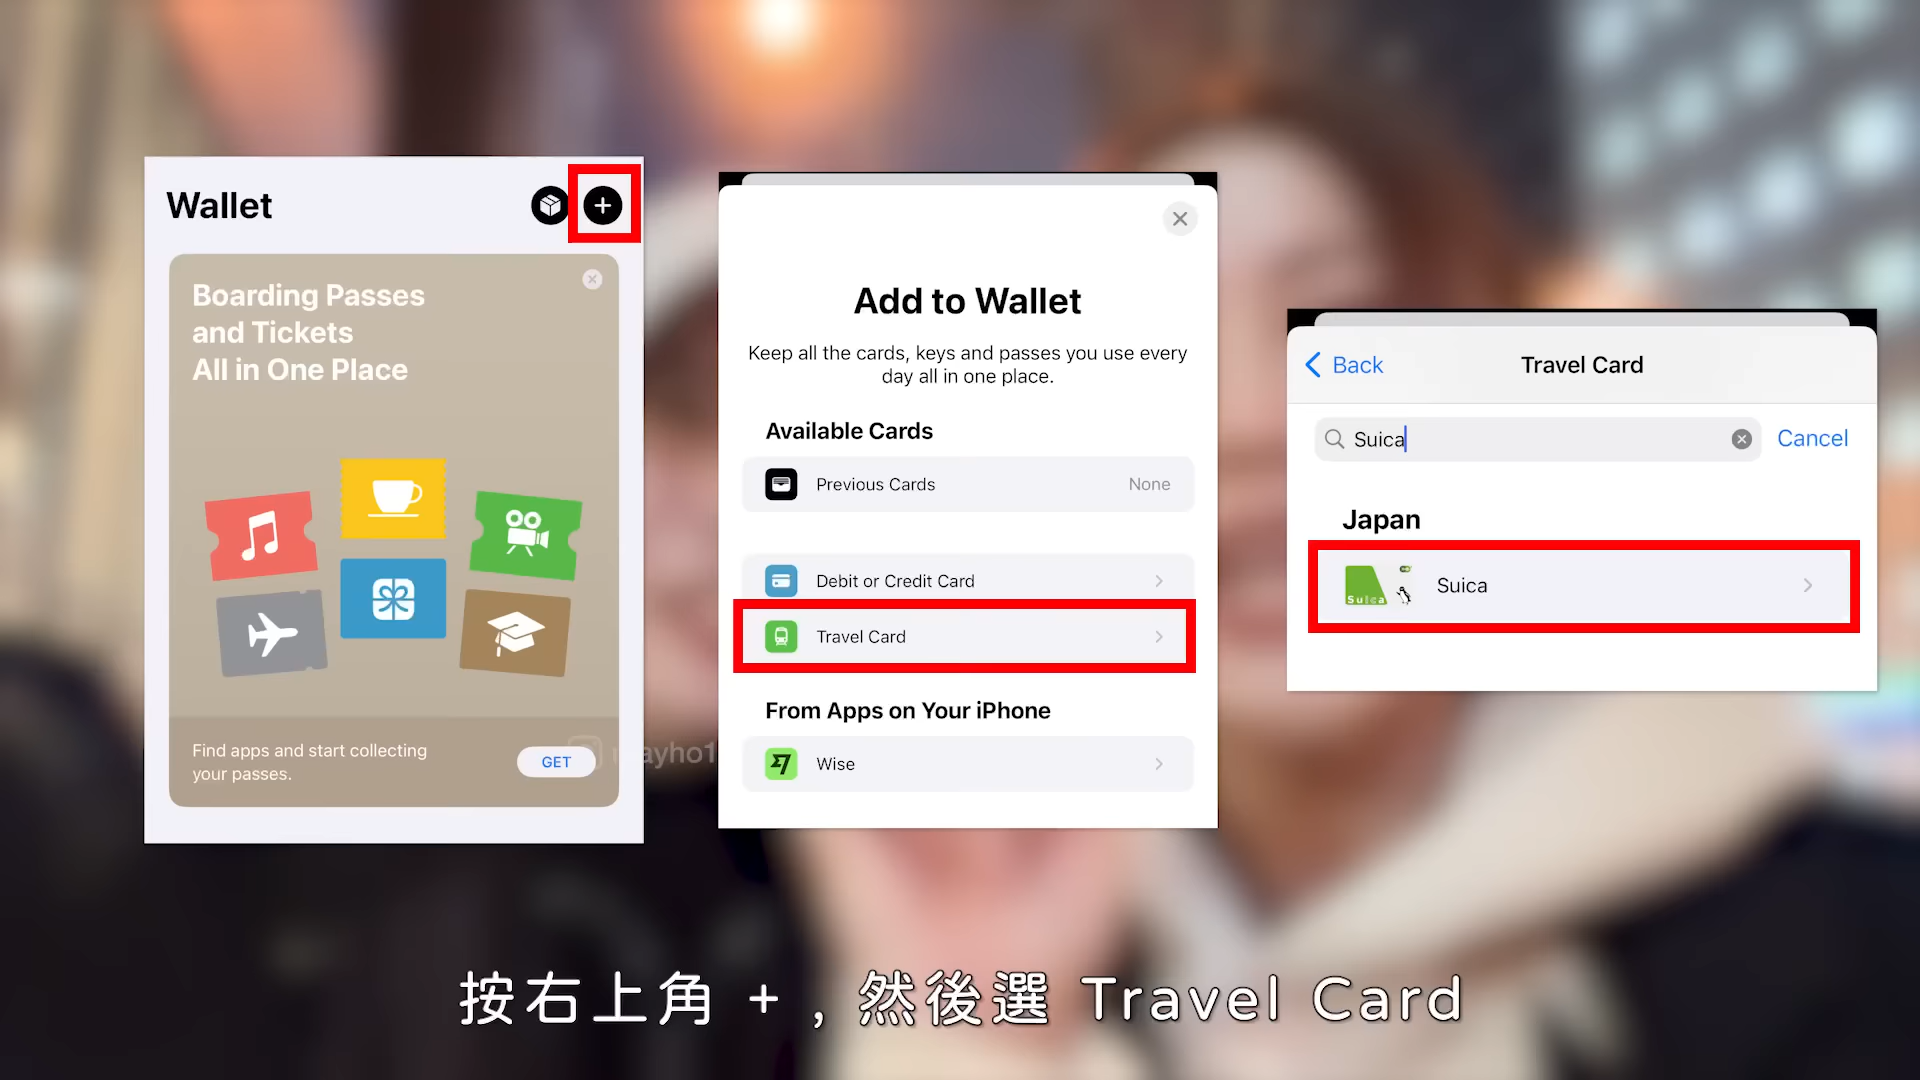 Wallet
Boarding Passes
and Tickets
All in One Place
Find apps and start collecting
your passes.
GET
Add to Wallet
Keep all the cards, keys and passes you use every
day all in one place.
Available Cards
Previous Cards
None
Debit or Credit Card
Travel Card
From Apps on Your iPhone
Wise
Back
Travel Card
Suica
Cancel
Japan
Suica
Suica
按右上角 + , 然後選 Travel Card